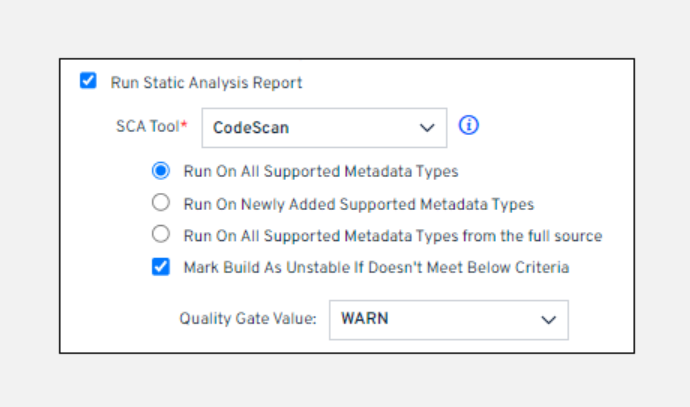 Run Static Analysis Report
SCA Tool* CodeScan
Run On All Supported Metadata Types
Run On Newly Added Supported Metadata Types
Run On All Supported Metadata Types from the full source
Mark Build As Unstable If Doesn't Meet Below Criteria
Quality Gate Value: WARN